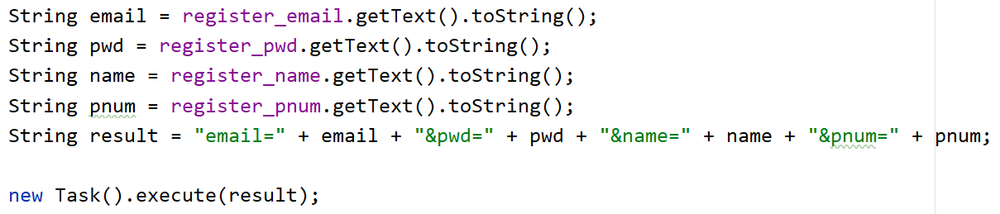 String email = register_email.getText().toString();
String pwd = register_pwd.getText().toString();
String name = register_name.getText().toString();
String pnum = register_pnum.getText().toString();
String result = "email=" + email + "&pwd=" + pwd + "&name=" + name + "&pnum=" + pnum;
new Task().execute(result);